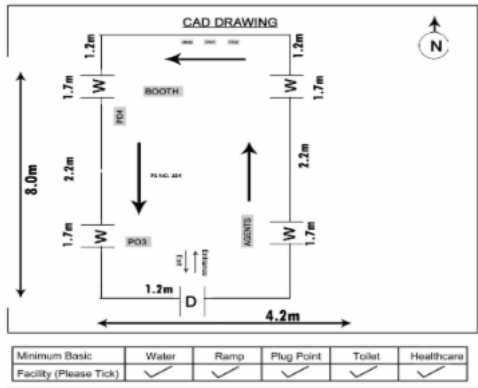 CAD DRAWING
N
1.2m
1.2m
W
1.7m
W
1.7m
BOOTH
PO4
8.0m
2.2m
2.2m
1.7m
W
PO3
AGENTS
W
1.7m
Exit
Entrance
1.2m
D
4.2m
Minimum Basic Water Ramp Plug Point Toilet Healthcare
Facility (Please Tick)